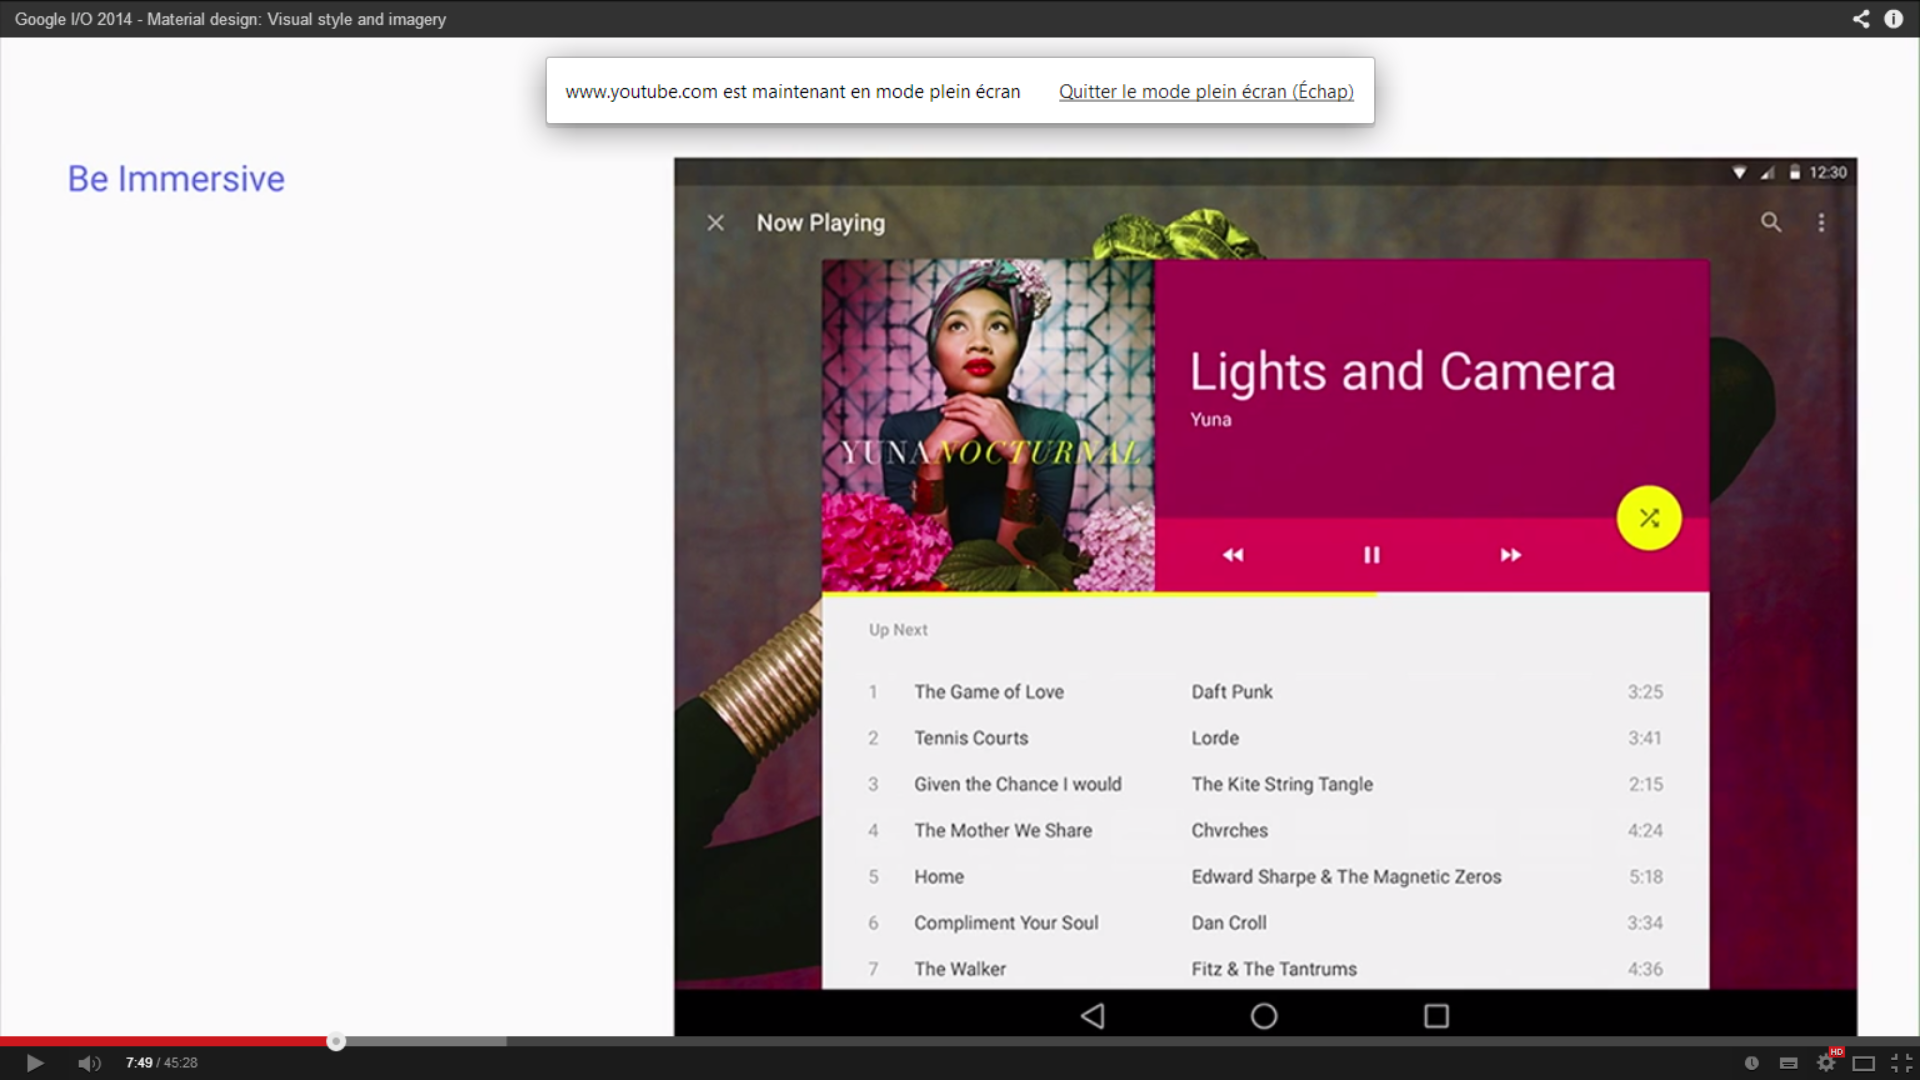 Google I/O 2014 - Material design: Visual style and imagery
www.youtube.com est maintenant en mode plein écran Quitter le mode plein écran (Échap)
Be Immersive
12:30
Now Playing
YUNA NOCTURNAL
Lights and Camera
Yuna
Up Next
1 The Game of Love Daft Punk 3:25
2 Tennis Courts Lorde 3:41
3 Given the Chance I would The Kite String Tangle 2:15
4 The Mother We Share Chvrches 4:24
5 Home Edward Sharpe & The Magnetic Zeros 5:18
6 Compliment Your Soul Dan Croll 3:34
7 The Walker Fitz & The Tantrums 4:36
7:49 / 45:28
HD